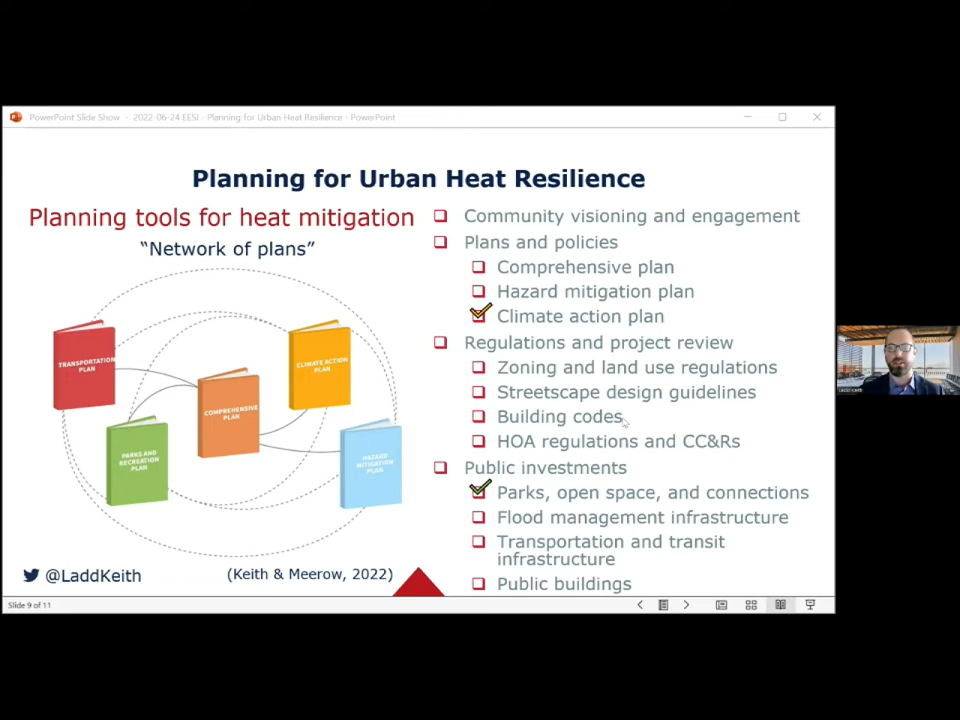 PowerPoint Slide Show - 2022-06-24 EESI - Planning for Urban Heat Resilience - PowerPoint
Planning for Urban Heat Resilience
Planning tools for heat mitigation
“Network of plans”
TRANSPORTATION
PLAN
PARKS AND
RECREATION
PLAN
COMPREHENSIVE
PLAN
CLIMATE ACTION
PLAN
HAZARD
MITIGATION
PLAN
@LaddKeith
(Keith & Meerow, 2022)
Community visioning and engagement
Plans and policies
Comprehensive plan
Hazard mitigation plan
Climate action plan
Regulations and project review
Zoning and land use regulations
Streetscape design guidelines
Building codes
HOA regulations and CC&Rs
Public investments
Parks, open space, and connections
Flood management infrastructure
Transportation and transit
infrastructure
Public buildings
Slide 9 of 11
Ladd Keith